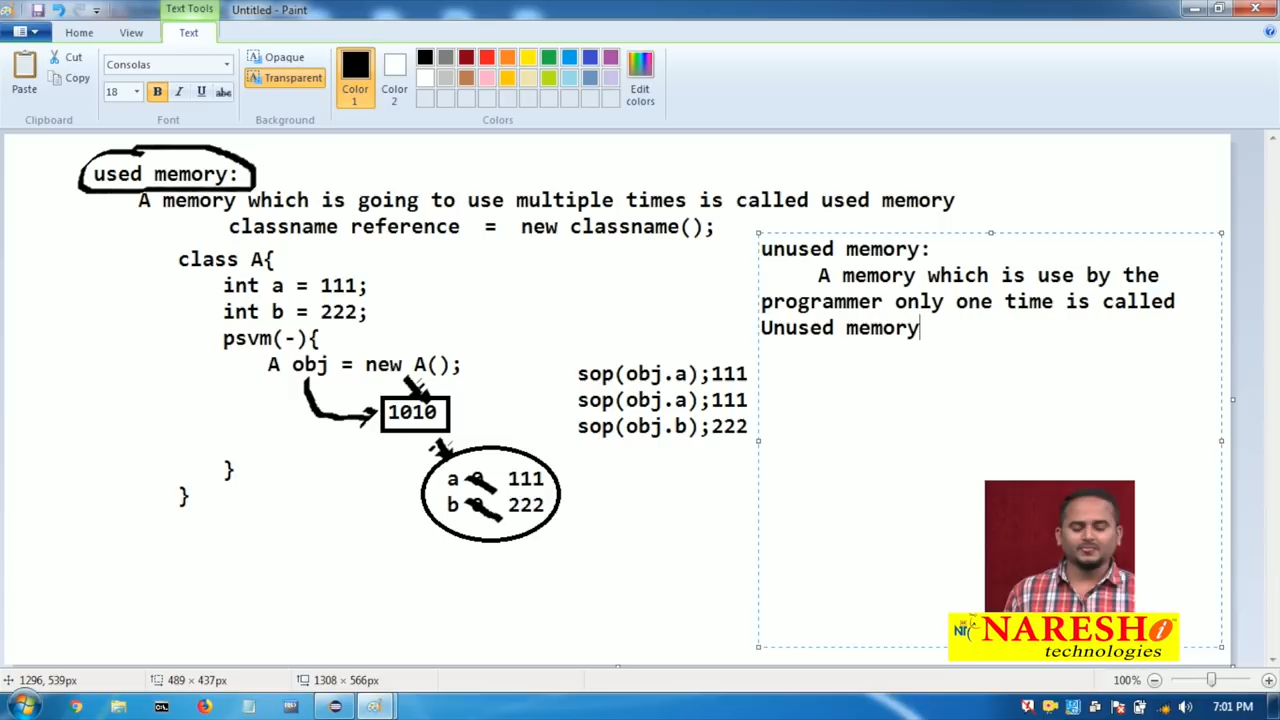 Text Tools
Untitled - Paint
Home
View
Text
Cut
Copy
Paste
Clipboard
Consolas
18
B
I
U
abc
Font
Opaque
Transparent
Background
Color
1
Color
2
Edit
colors
Colors
used memory:
A memory which is going to use multiple times is called used memory
classname reference = new classname();
class A{
int a = 111;
int b = 222;
psvm(-){
A obj = new A();
1010
a 0 111
b 0 222
}
}
sop(obj.a);111
sop(obj.a);111
sop(obj.b);222
unused memory:
A memory which is use by the
programmer only one time is called
Unused memory
NARESH i
technologies
1296, 539px
489 × 437px
1308 × 566px
100%
7:01 PM